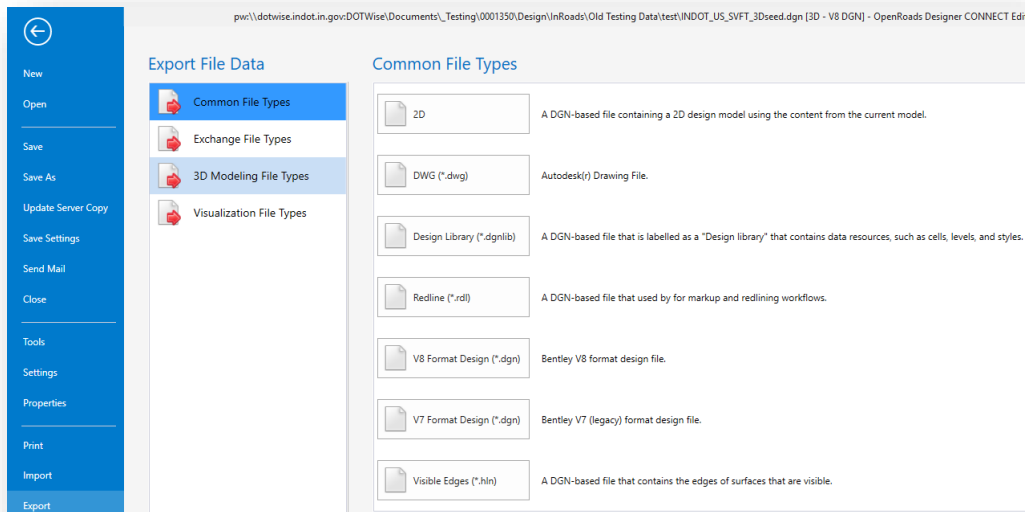 pw:\\dotwise.indot.in.gov:DOTWise\Documents\_Testing\0001350\Design\InRoads\Old Testing Data\test\INDOT_US_SVFT_3Dseed.dgn [3D - V8 DGN] - OpenRoads Designer CONNECT Edi
New
Open
Save
Save As
Update Server Copy
Save Settings
Send Mail
Close
Tools
Settings
Properties
Print
Import
Export
Export File Data
Common File Types
Exchange File Types
3D Modeling File Types
Visualization File Types
Common File Types
2D
A DGN-based file containing a 2D design model using the content from the current model.
DWG (*.dwg)
Autodesk(r) Drawing File.
Design Library (*.dgnlib)
A DGN-based file that is labelled as a "Design library" that contains data resources, such as cells, levels, and styles.
Redline (*.rdl)
A DGN-based file that used by for markup and redlining workflows.
V8 Format Design (*.dgn)
Bentley V8 format design file.
V7 Format Design (*.dgn)
Bentley V7 (legacy) format design file.
Visible Edges (*.hln)
A DGN-based file that contains the edges of surfaces that are visible.